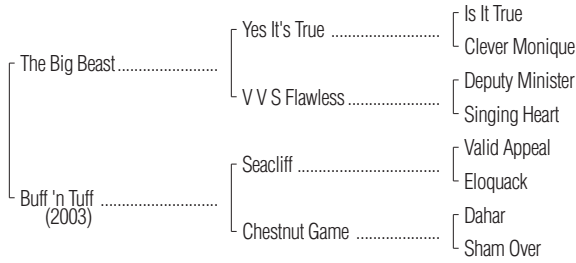 Is It True
Yes It's True ....................
Clever Monique
The Big Beast....................
Deputy Minister
V V S Flawless....................
Singing Heart
Valid Appeal
Seacliff ..........................
Eloquack
Buff 'n Tuff ......................
(2003)
Dahar
Chestnut Game ................
Sham Over